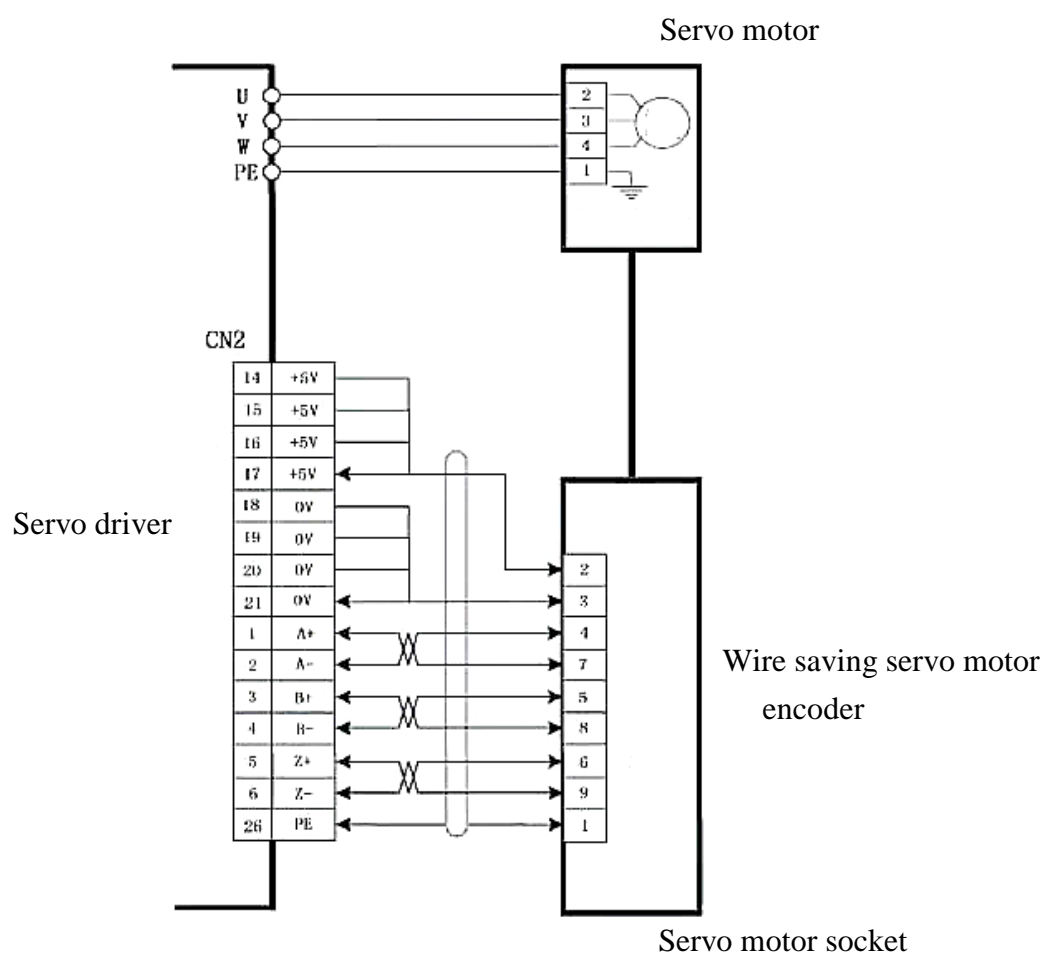 Servo motor
U 2
V 3
W 4
PE 1
CN2
14 +5V
15 +5V
16 +5V
17 +5V
18 0V
Servo driver
19 0V
20 0V 2
21 0V 3
1 A+ 4
2 A- 7
Wire saving servo motor
encoder
3 B+ 5
4 B- 8
5 Z+ 6
6 Z- 9
26 PE 1
Servo motor socket